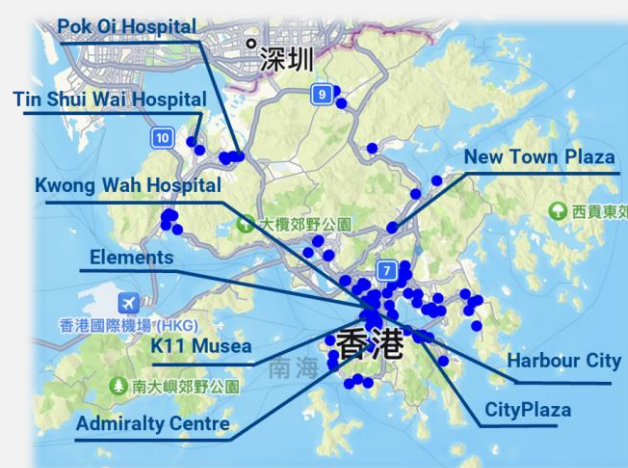 Pok Oi Hospital
深圳
9
Tin Shui Wai Hospital
10
New Town Plaza
Kwong Wah Hospital
西貢東郊
大欖郊野公園
Elements
7
香港國際機場 (HKG)
K11 Musea
香港
南海
Harbour City
南大嶼郊野公園
CityPlaza
Admiralty Centre